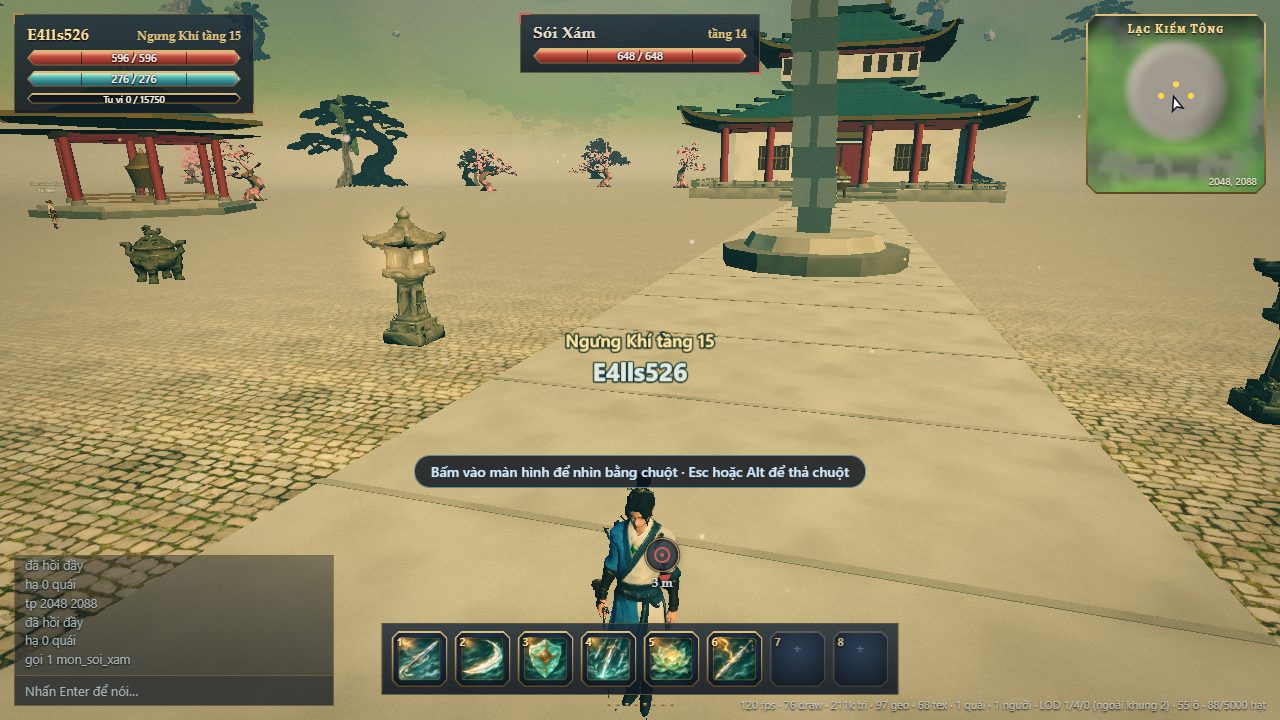 E4lls526
Ngưng Khí tầng 15
596 / 596
276 / 276
Tu vi 0 / 15750
Sói Xám
tầng 14
648 / 648
LẠC KIẾM TÔNG
2048, 2088
Ngưng Khí tầng 15
E4lls526
Bấm vào màn hình để nhìn bằng chuột · Esc hoặc Alt để thả chuột
3 m
đã hồi đầy
hạ 0 quái
tp 2048 2088
đã hồi đầy
hạ 0 quái
gọi 1 mon_soi_xam
Nhấn Enter để nói...
1 2 3 4 5 6 7 8
120 fps · 76 draw · 211k tri · 97 geo · 68 tex · 1 quái · 1 người · LOD 1/4/0 (ngoài khung 2) · 55 ô · 88/5000 hạt